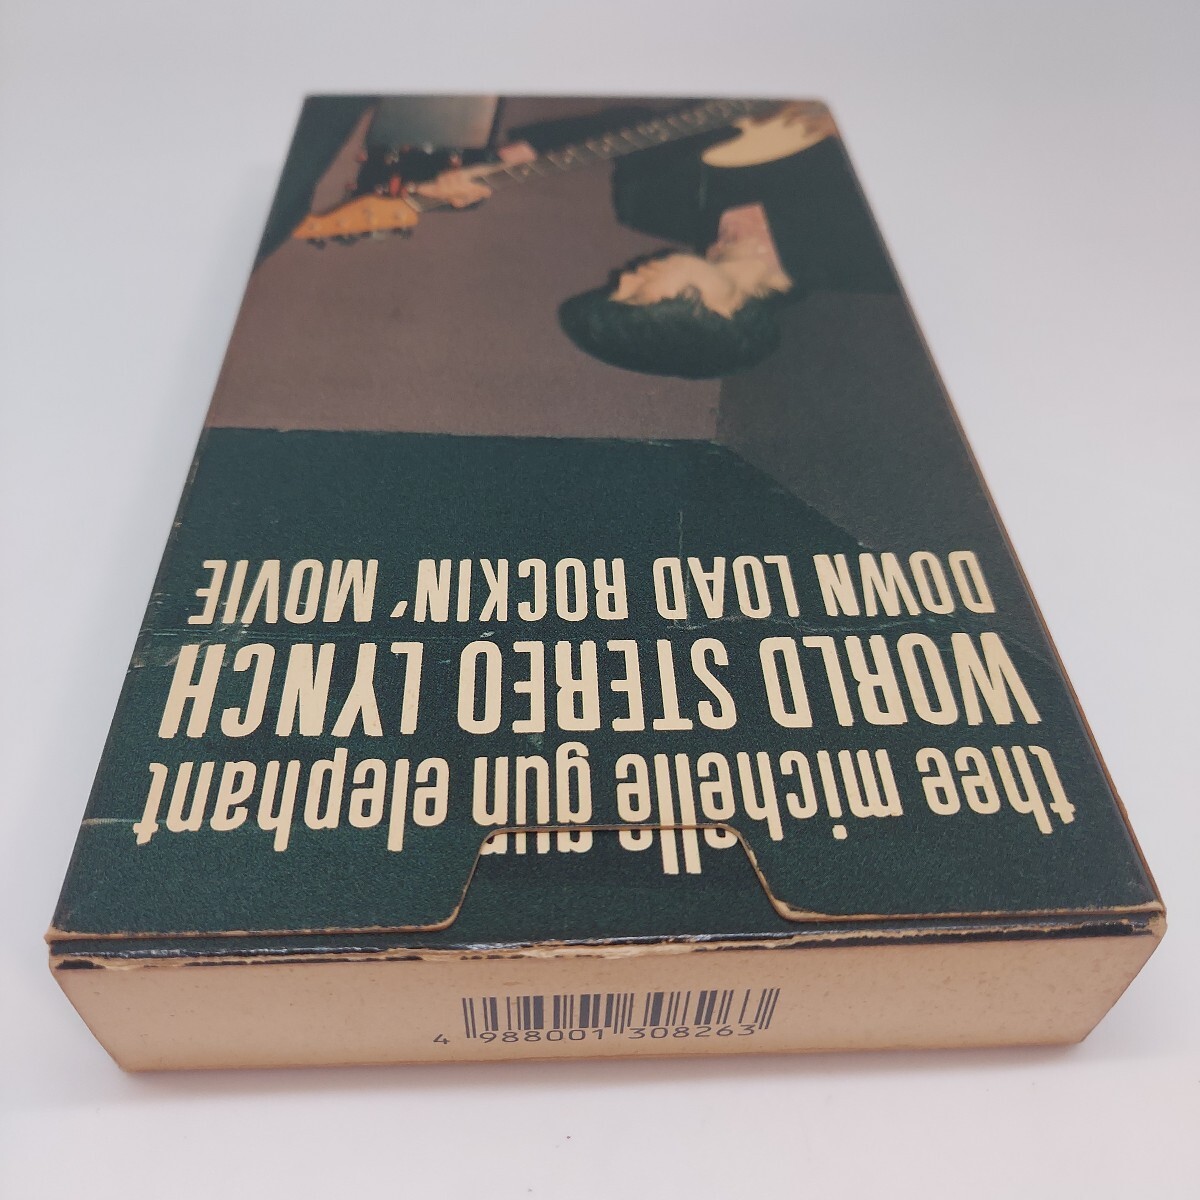 thee michelle gun elephant
WORLD STEREO LYNCH
DOWN LOAD ROCKIN' MOVIE
4 988001 308263